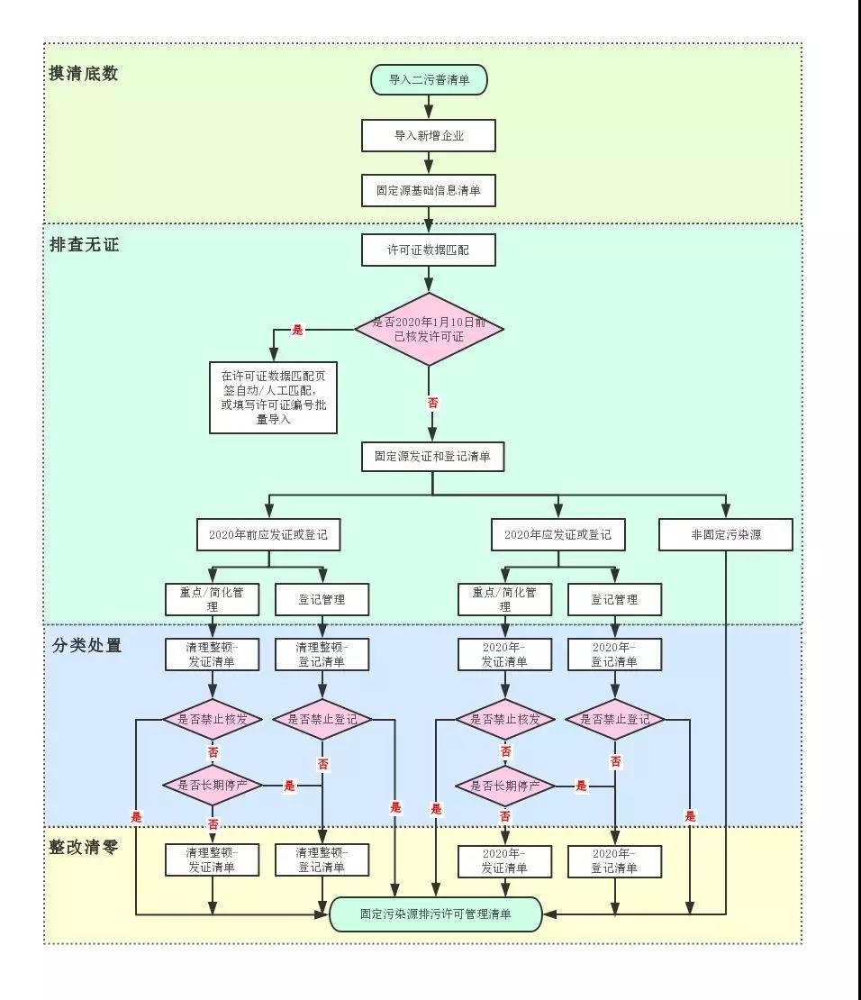 摸清底数
导入二污普清单
导入新增企业
固定源基础信息清单
排查无证
许可证数据匹配
是否2020年1月10日前
已核发许可证
是
在许可证数据匹配页
签自动/人工匹配，
或填写许可证编号批
量导入
否
固定源发证和登记清单
2020年前应发证或登记
2020年应发证或登记
非固定污染源
重点/简化管
理
登记管理
重点/简化管
理
登记管理
分类处置
清理整顿-
发证清单
清理整顿-
登记清单
2020年-
发证清单
2020年-
登记清单
是否禁止核发
是否禁止登记
是否禁止核发
是否禁止登记
否
否
否
否
是否长期停产
是
是否长期停产
是
是
否
是
是
否
是
整改清零
清理整顿-
发证清单
清理整顿-
登记清单
2020年-
发证清单
2020年-
登记清单
固定污染源排污许可管理清单